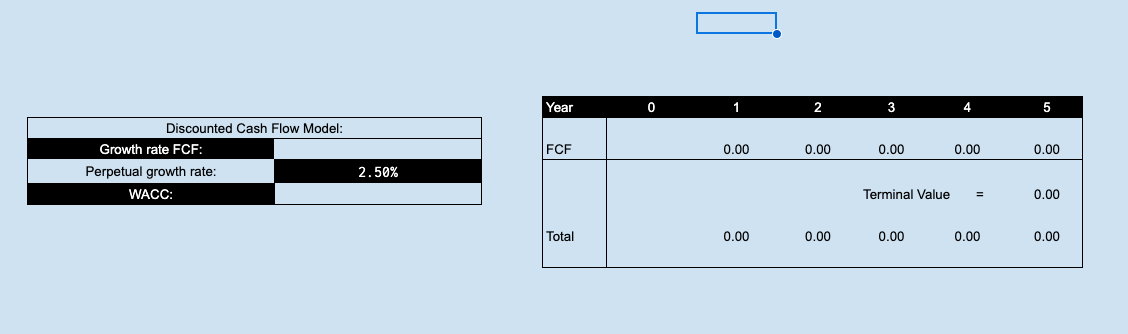 Discounted Cash Flow Model:
Growth rate FCF:
Perpetual growth rate: 2.50%
WACC:
Year 0 1 2 3 4 5
FCF 0.00 0.00 0.00 0.00 0.00
Terminal Value = 0.00
Total 0.00 0.00 0.00 0.00 0.00